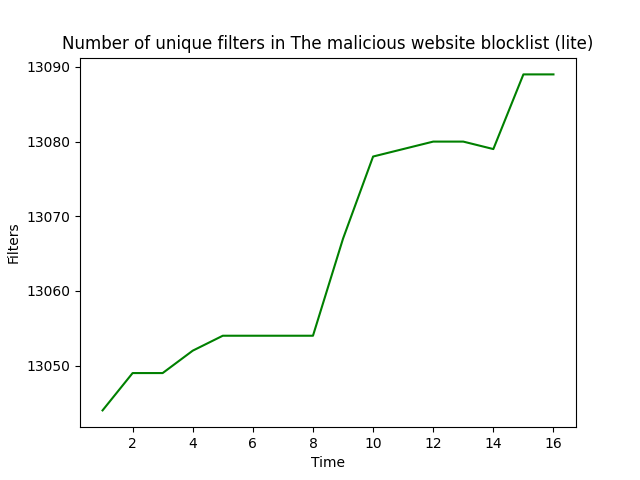 Number of unique filters in The malicious website blocklist (lite)
13090
13080
13070
13060
13050
Filters
2 4 6 8 10 12 14 16
Time